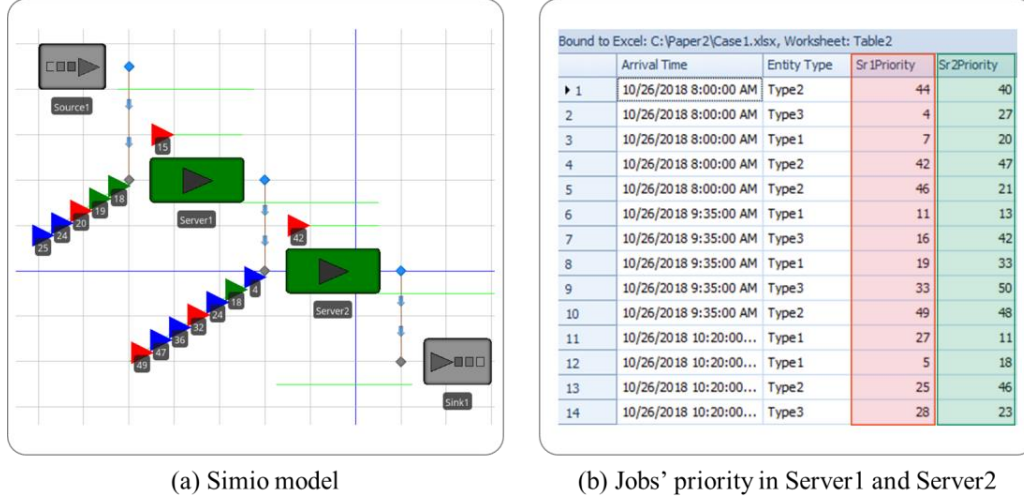 Source1
15
Server1
18
19
20
24
25
42
Server2
4
18
24
32
36
47
49
Sink1
(a) Simio model
Bound to Excel: C:\Paper2\Case1.xlsx, Worksheet: Table2
Arrival Time Entity Type Sr1Priority Sr2Priority
1 10/26/2018 8:00:00 AM Type2 44 40
2 10/26/2018 8:00:00 AM Type3 4 27
3 10/26/2018 8:00:00 AM Type1 7 20
4 10/26/2018 8:00:00 AM Type2 42 47
5 10/26/2018 8:00:00 AM Type2 46 21
6 10/26/2018 9:35:00 AM Type1 11 13
7 10/26/2018 9:35:00 AM Type3 16 42
8 10/26/2018 9:35:00 AM Type1 19 33
9 10/26/2018 9:35:00 AM Type3 33 50
10 10/26/2018 9:35:00 AM Type2 49 48
11 10/26/2018 10:20:00... Type1 27 11
12 10/26/2018 10:20:00... Type1 5 18
13 10/26/2018 10:20:00... Type2 25 46
14 10/26/2018 10:20:00... Type3 28 23
(b) Jobs' priority in Server1 and Server2